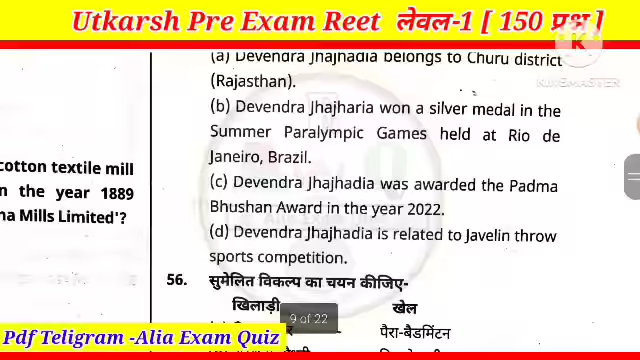 Utkarsh Pre Exam Reet लेवल-1 [ 150 प्रश्न ]
KINEMASTER
(a) Devendra Jhajhadia belongs to Churu district
(Rajasthan).
(b) Devendra Jhajharia won a silver medal in the
Summer Paralympic Games held at Rio de
Janeiro, Brazil.
(c) Devendra Jhajhadia was awarded the Padma
Bhushan Award in the year 2022.
(d) Devendra Jhajhadia is related to Javelin throw
sports competition.
cotton textile mill
n the year 1889
na Mills Limited'?
56. सुमेलित विकल्प का चयन कीजिए-
खिलाड़ी खेल
9 of 22
पैरा-बैडमिंटन
Pdf Teligram -Alia Exam Quiz